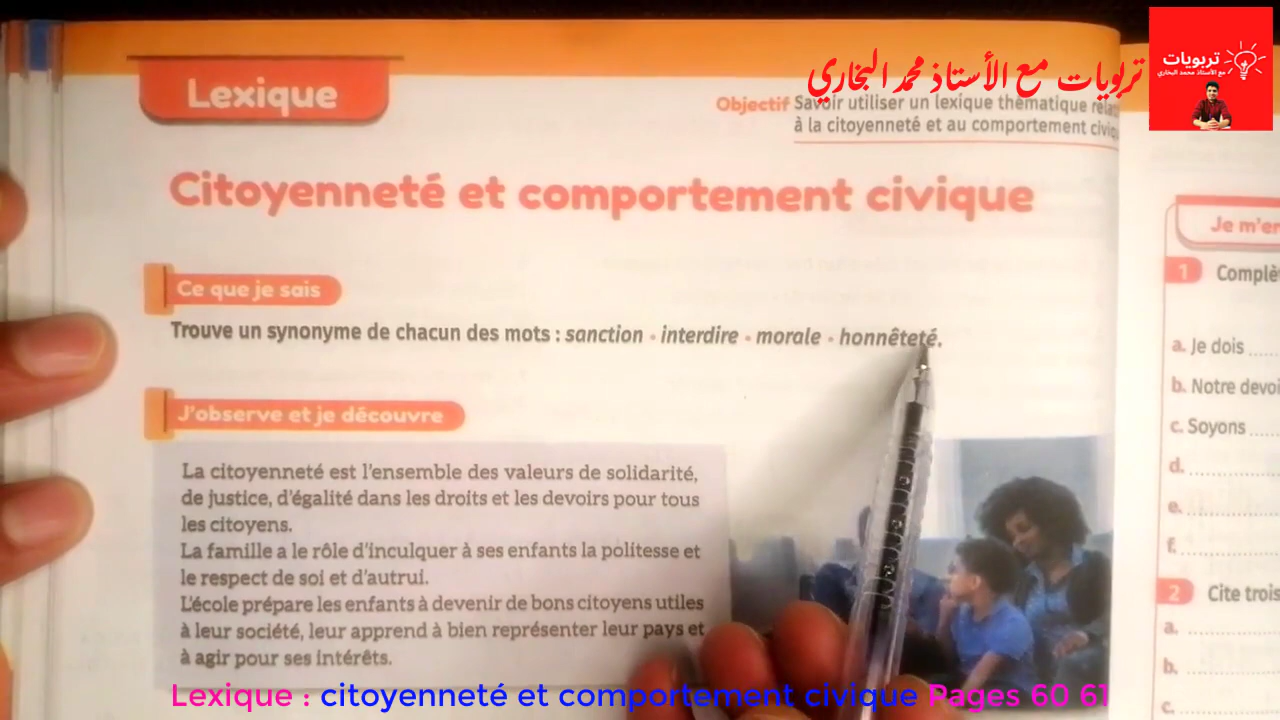 تربويات مع الأستاذ محمد البخاري
تربويات
مع الأستاذ محمد البخاري
Lexique
Objectif Savoir utiliser un lexique thématique
à la citoyenneté et au comportement
Citoyenneté et comportement civique
Ce que je sais
Trouve un synonyme de chacun des mots : sanction • interdire • morale • honnêteté.
J'observe et je découvre
La citoyenneté est l'ensemble des valeurs de solidarité,
de justice, d'égalité dans les droits et les devoirs pour tous
les citoyens.
La famille a le rôle d'inculquer à ses enfants la politesse et
le respect de soi et d'autrui.
L'école prépare les enfants à devenir de bons citoyens utiles
à leur société, leur apprend à bien représenter leur pays et
à agir pour ses intérêts.
Je m'en
1 Complè
a. Je dois ......
b. Notre devoi
c. Soyons ......
d. ......
e. ......
f. ......
2 Cite trois
a. ......
b. ......
c. ......
Lexique : citoyenneté et comportement civique Pages 60 61